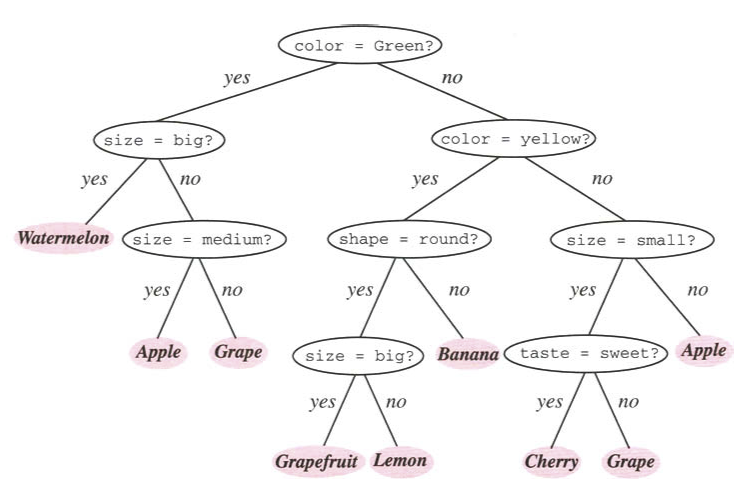 color = Green?
yes
no
size = big?
color = yellow?
yes
no
yes
no
Watermelon
size = medium?
shape = round?
size = small?
yes
no
yes
no
yes
no
Apple
Grape
size = big?
Banana
taste = sweet?
Apple
yes
no
yes
no
Grapefruit
Lemon
Cherry
Grape